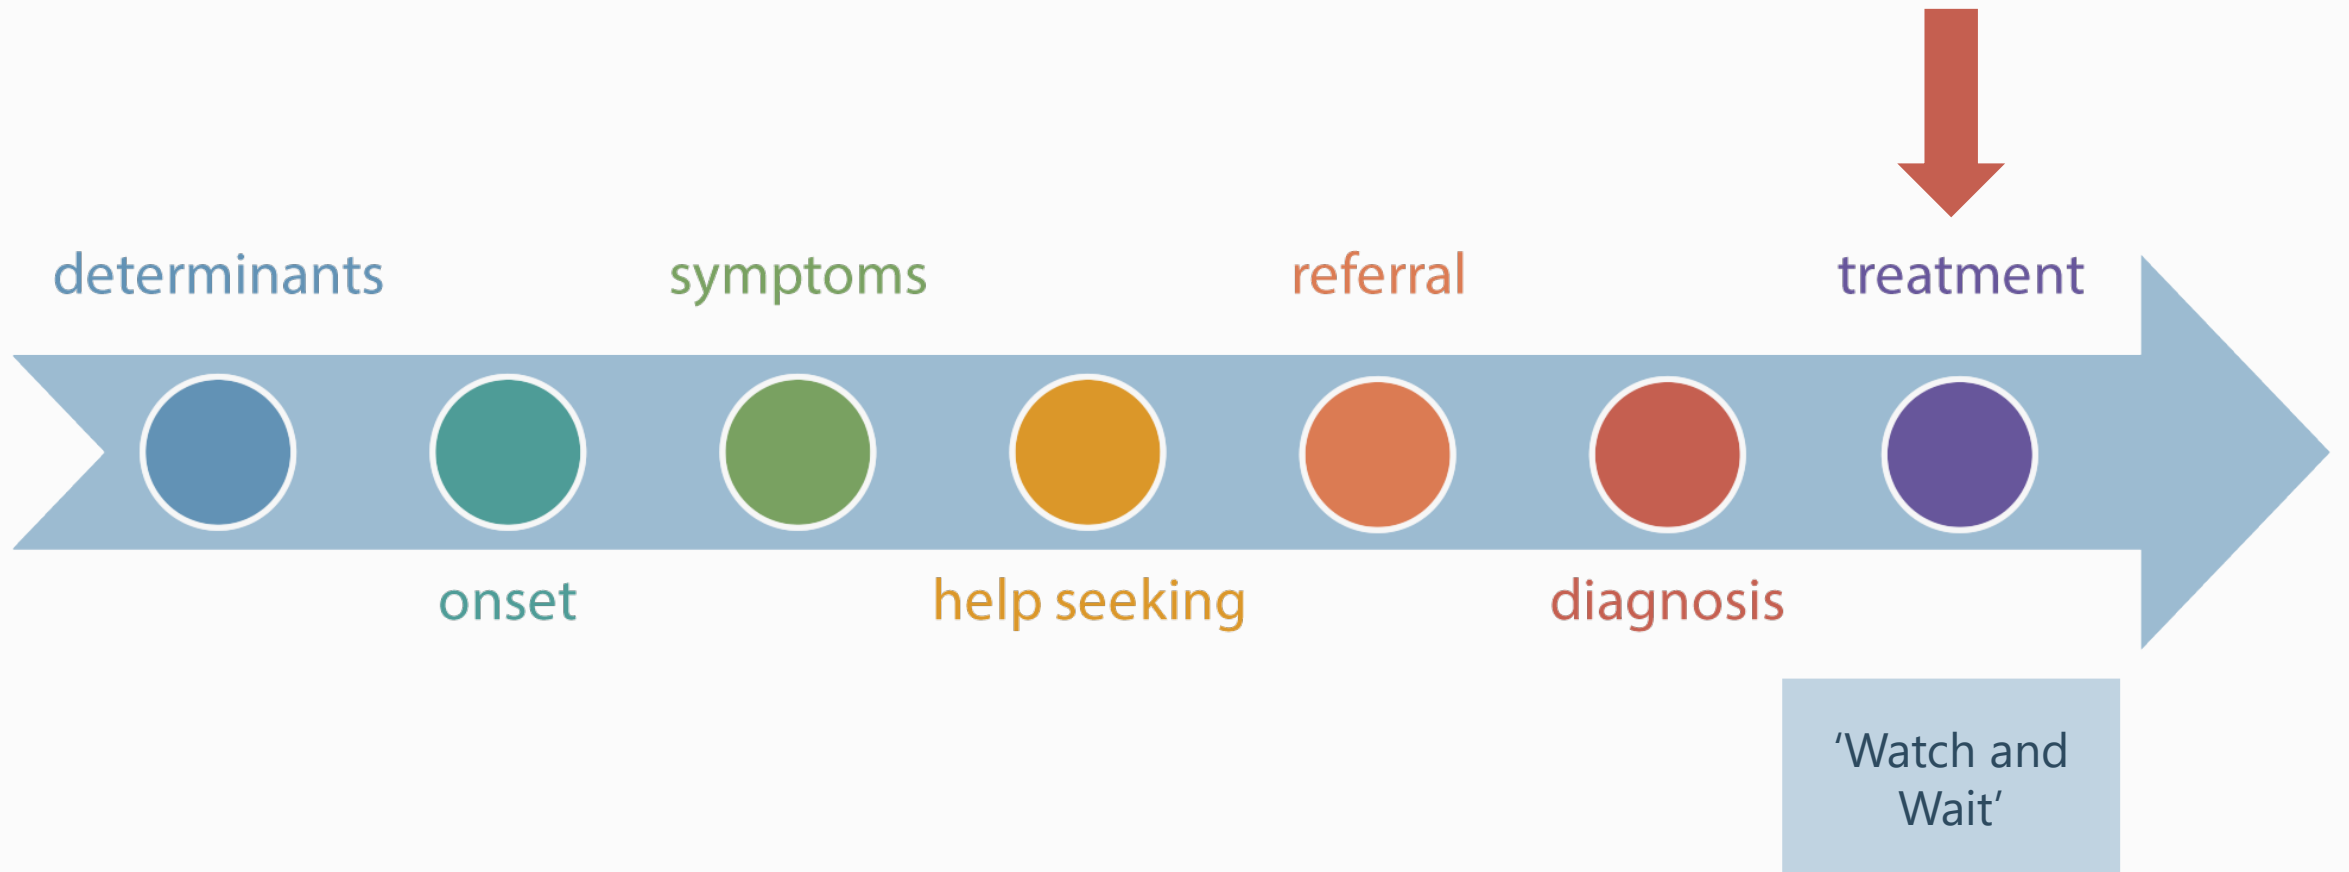 determinants
symptoms
referral
treatment
onset
help seeking
diagnosis
‘Watch and
Wait’